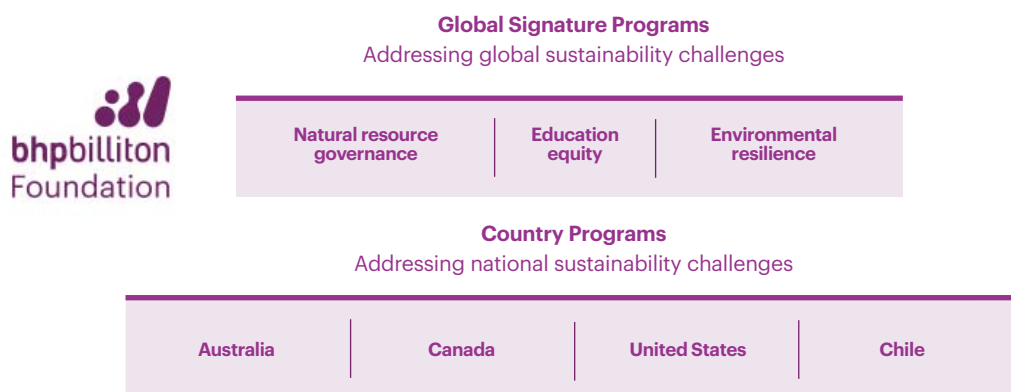 Global Signature Programs
Addressing global sustainability challenges
bhpbilliton
Foundation
Natural resource
governance
Education
equity
Environmental
resilience
Country Programs
Addressing national sustainability challenges
Australia
Canada
United States
Chile